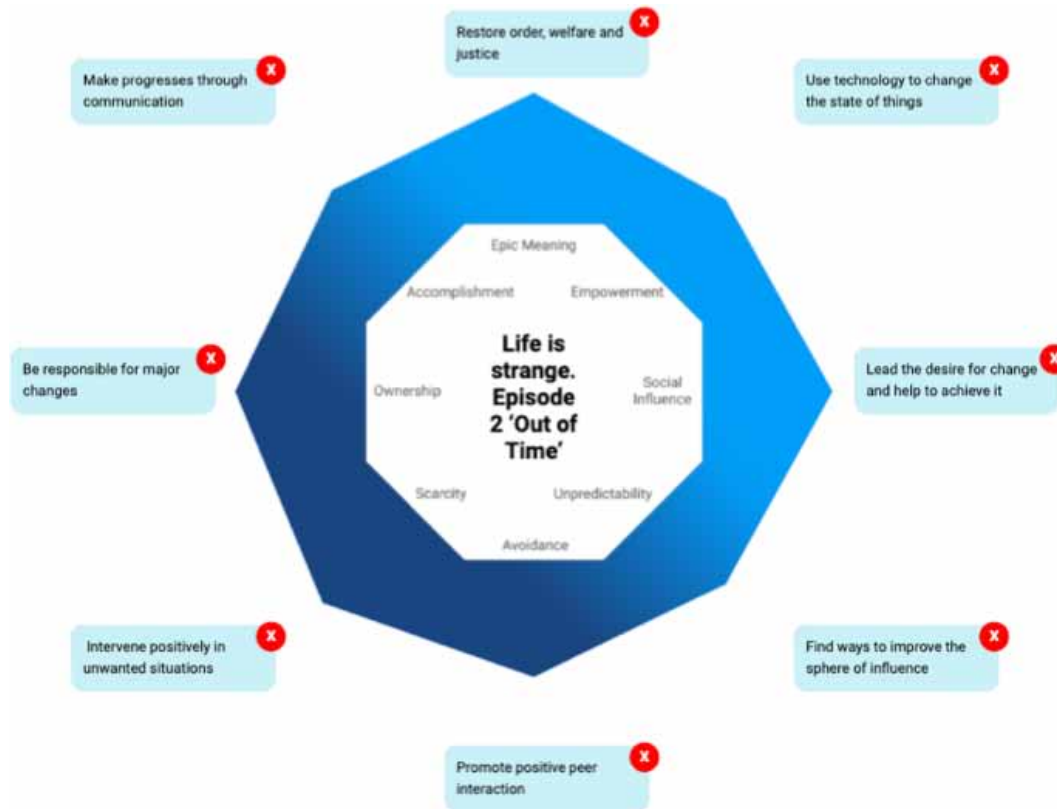 Restore order, welfare and
justice
X
Make progresses through
communication
X
Use technology to change
the state of things
X
Epic Meaning
Accomplishment
Empowerment
Life is
strange.
Episode
2 ‘Out of
Time’
Ownership
Social
Influence
Be responsible for major
changes
X
Lead the desire for change
and help to achieve it
X
Scarcity
Unpredictability
Avoidance
Intervene positively in
unwanted situations
X
Find ways to improve the
sphere of influence
X
Promote positive peer
interaction
X